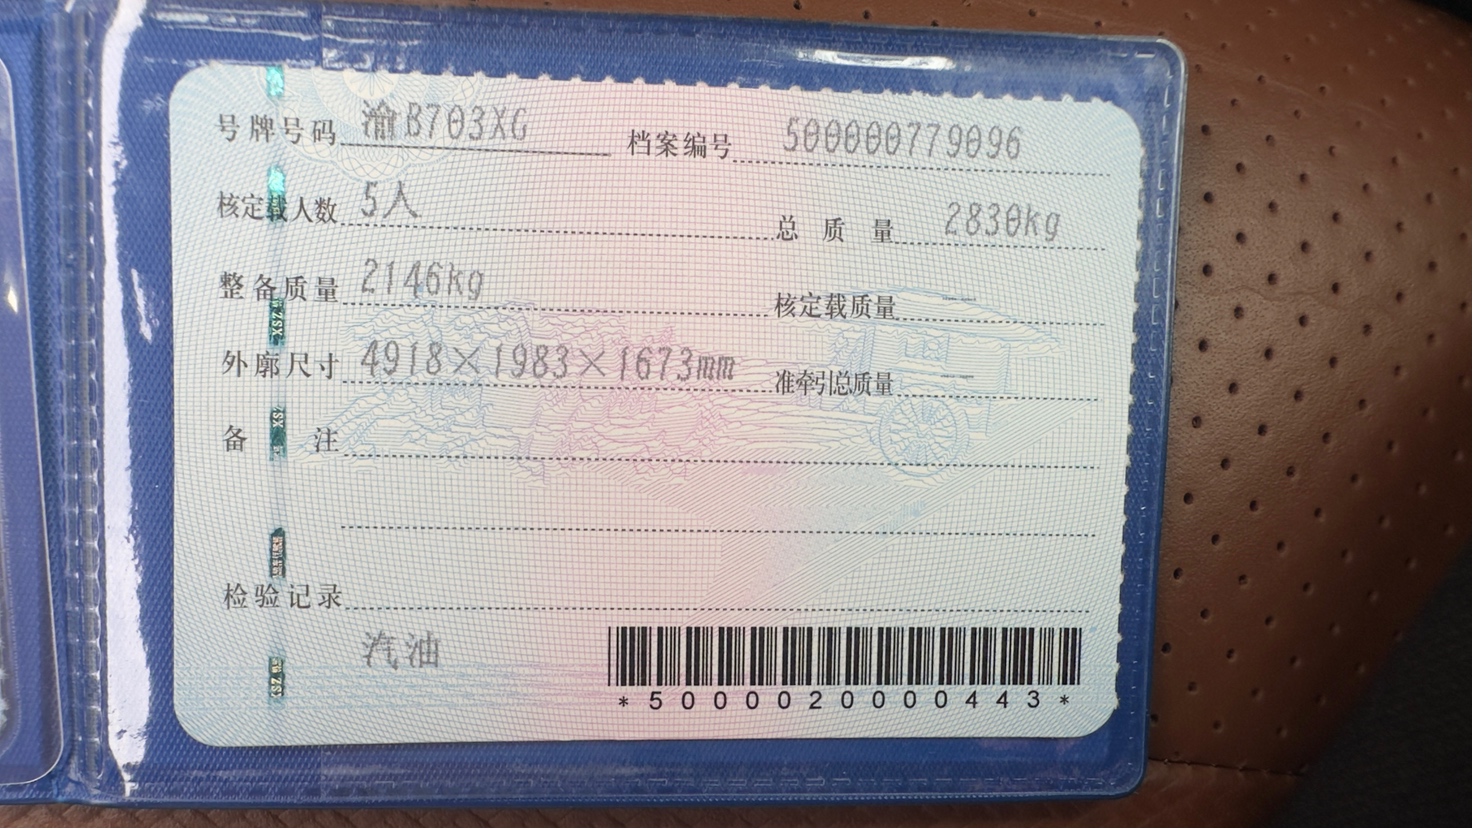 号牌号码 渝B703XG 档案编号 500000779096
核定载人数 5人 总质量 2830kg
整备质量 2146kg 核定载质量 --
外廓尺寸 4918×1983×1673mm 准牵引总质量 --
备注
检验记录
汽油
*5000020000443*